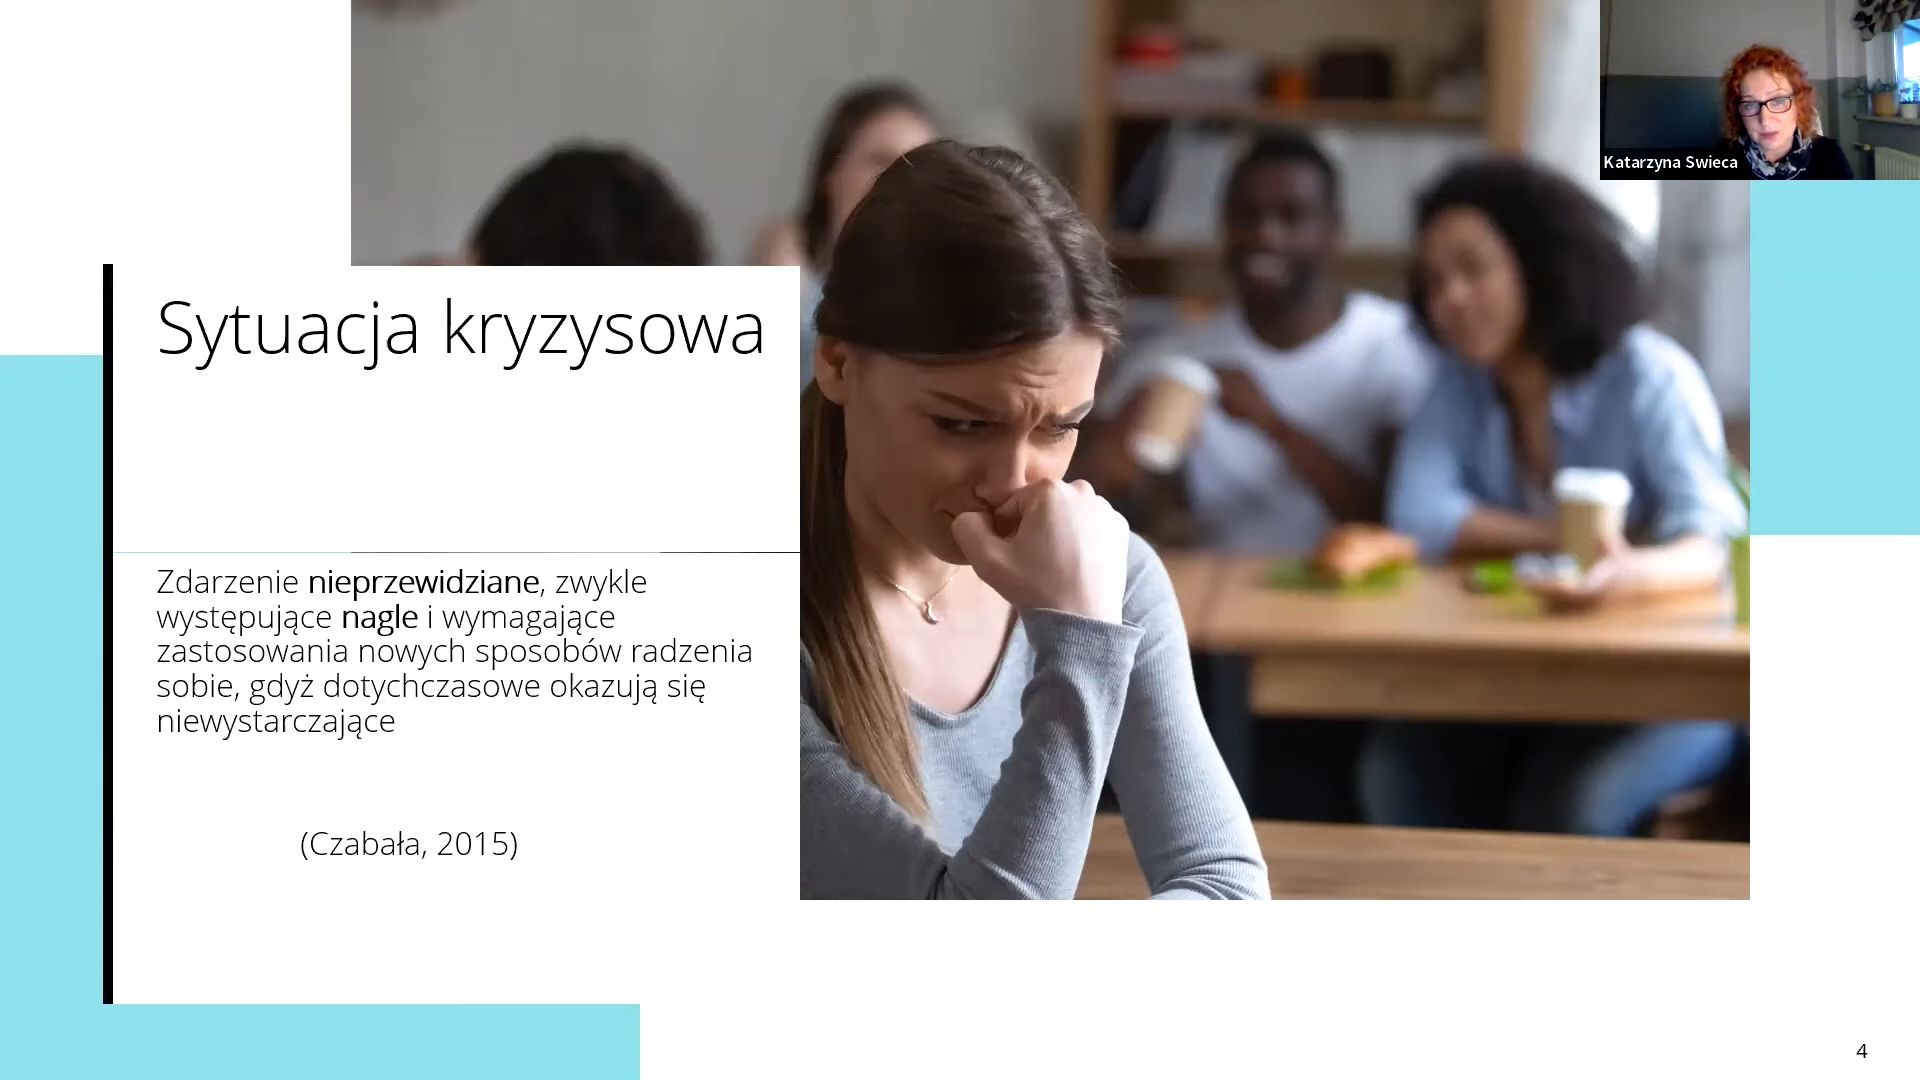 Katarzyna Swieca
Sytuacja kryzysowa
Zdarzenie nieprzewidziane, zwykle
występujące nagle i wymagające
zastosowania nowych sposobów radzenia
sobie, gdyż dotychczasowe okazują się
niewystarczające
(Czabała, 2015)
4